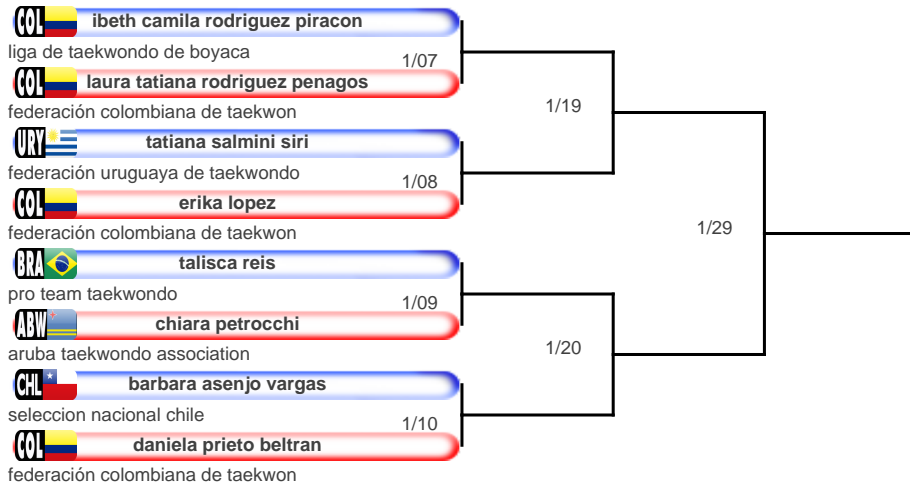 COL ibeth camila rodriguez piracon
liga de taekwondo de boyaca
1/07
COL laura tatiana rodriguez penagos
federación colombiana de taekwon
1/19
URY tatiana salmini siri
federación uruguaya de taekwondo
1/08
COL erika lopez
federación colombiana de taekwon
1/29
BRA talisca reis
pro team taekwondo
1/09
ABW chiara petrocchi
aruba taekwondo association
1/20
CHL barbara asenjo vargas
seleccion nacional chile
1/10
COL daniela prieto beltran
federación colombiana de taekwon